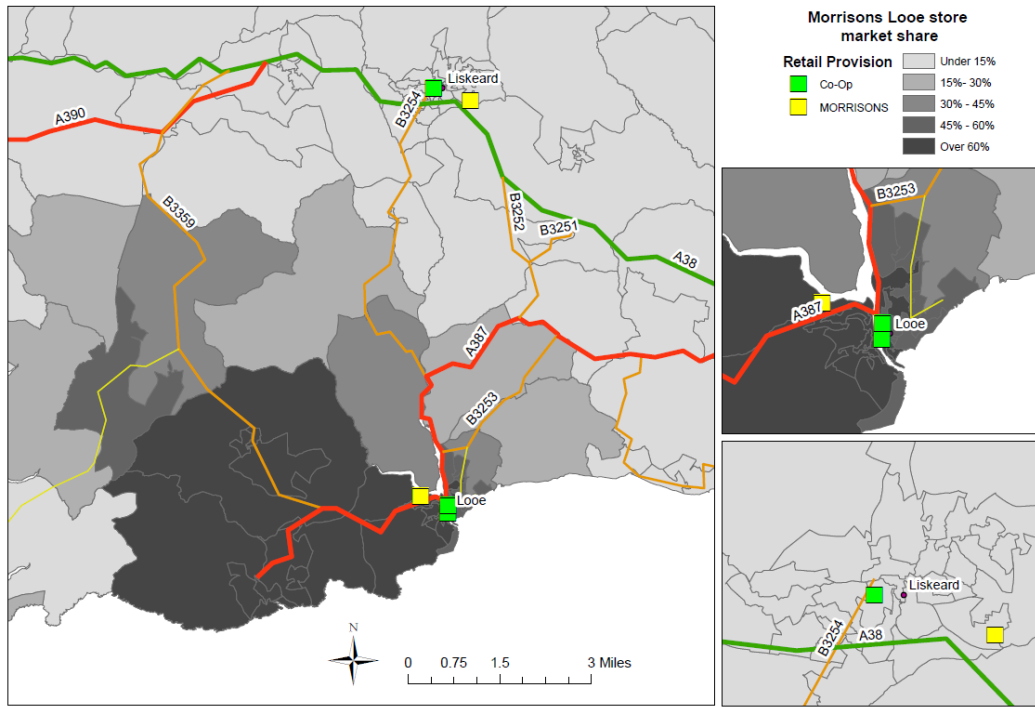 Morrisons Looe store
market share
Retail Provision
Co-Op
MORRISONS
Under 15%
15%- 30%
30% - 45%
45% - 60%
Over 60%
Liskeard
A390
B3254
B3359
B3252
B3251
A38
A387
B3253
Looe
N
0 0.75 1.5 3 Miles
B3253
A387
Looe
Liskeard
B3254
A38